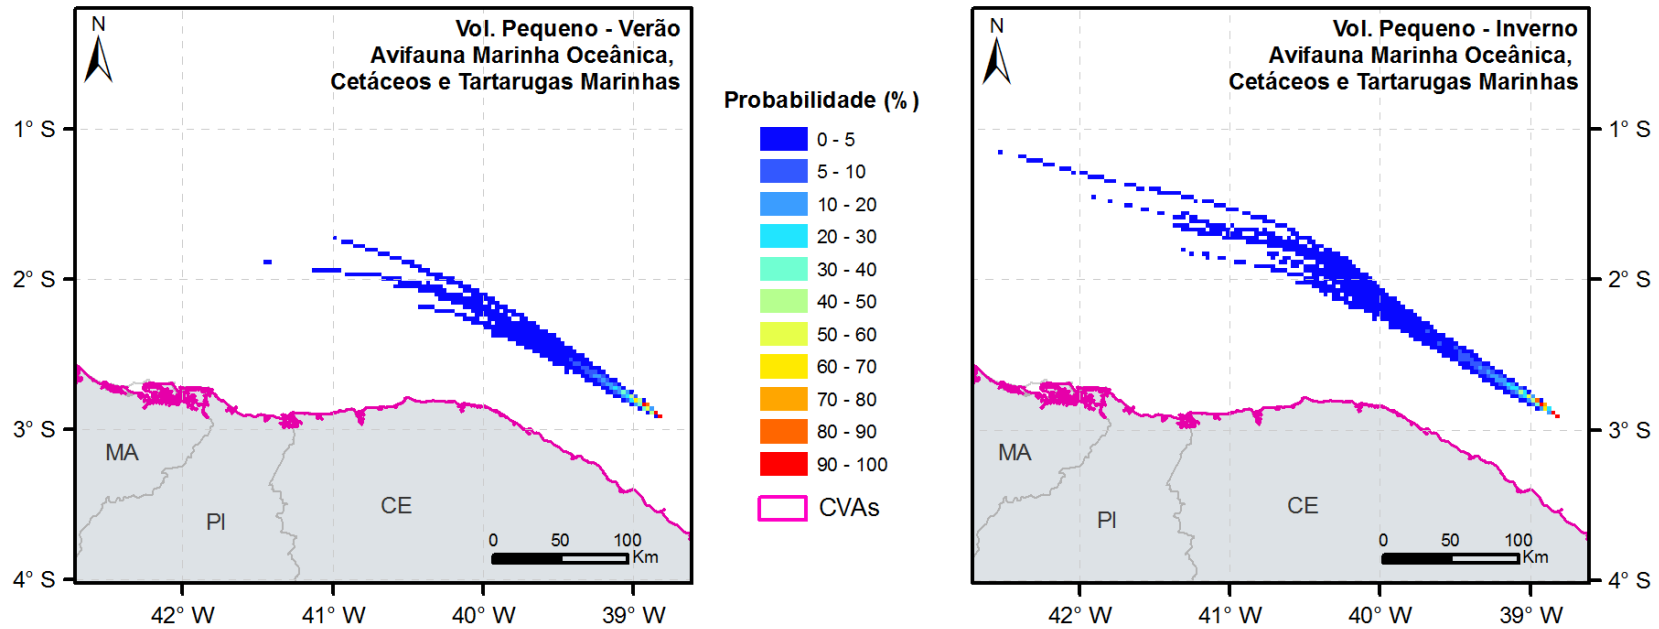 N
Vol. Pequeno - Verão
Avifauna Marinha Oceânica,
Cetáceos e Tartarugas Marinhas
1° S
2° S
3° S
4° S
MA
PI
CE
0 50 100
Km
42° W 41° W 40° W 39° W
Probabilidade (%)
0 - 5
5 - 10
10 - 20
20 - 30
30 - 40
40 - 50
50 - 60
60 - 70
70 - 80
80 - 90
90 - 100
CVAs
N
Vol. Pequeno - Inverno
Avifauna Marinha Oceânica,
Cetáceos e Tartarugas Marinhas
1° S
2° S
3° S
4° S
MA
PI
CE
0 50 100
Km
42° W 41° W 40° W 39° W